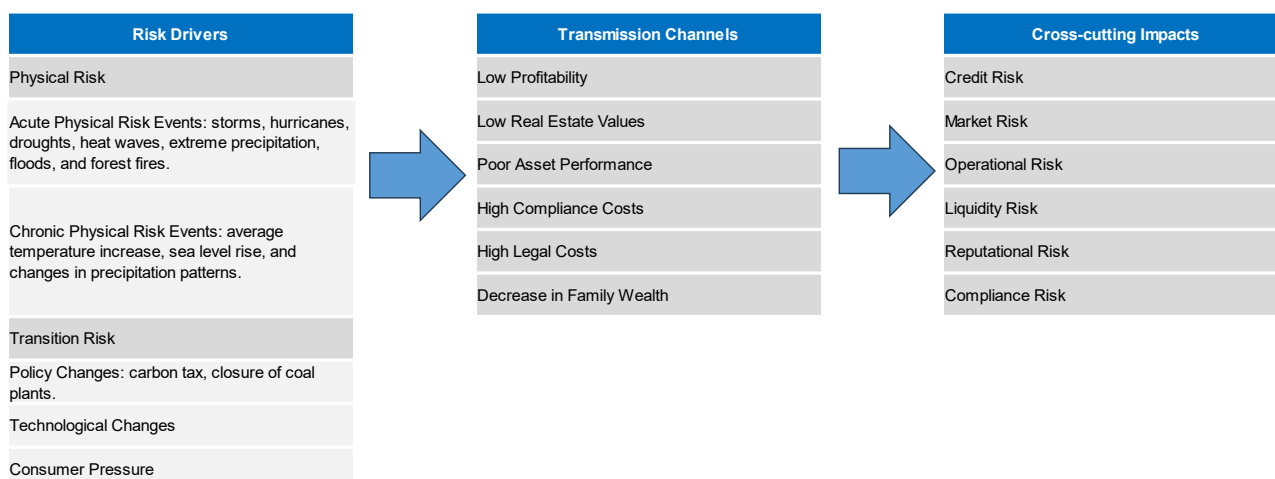 Risk Drivers
Physical Risk
Acute Physical Risk Events: storms, hurricanes,
droughts, heat waves, extreme precipitation,
floods, and forest fires.
Chronic Physical Risk Events: average
temperature increase, sea level rise, and
changes in precipitation patterns.
Transition Risk
Policy Changes: carbon tax, closure of coal
plants.
Technological Changes
Consumer Pressure
Transmission Channels
Low Profitability
Low Real Estate Values
Poor Asset Performance
High Compliance Costs
High Legal Costs
Decrease in Family Wealth
Cross-cutting Impacts
Credit Risk
Market Risk
Operational Risk
Liquidity Risk
Reputational Risk
Compliance Risk